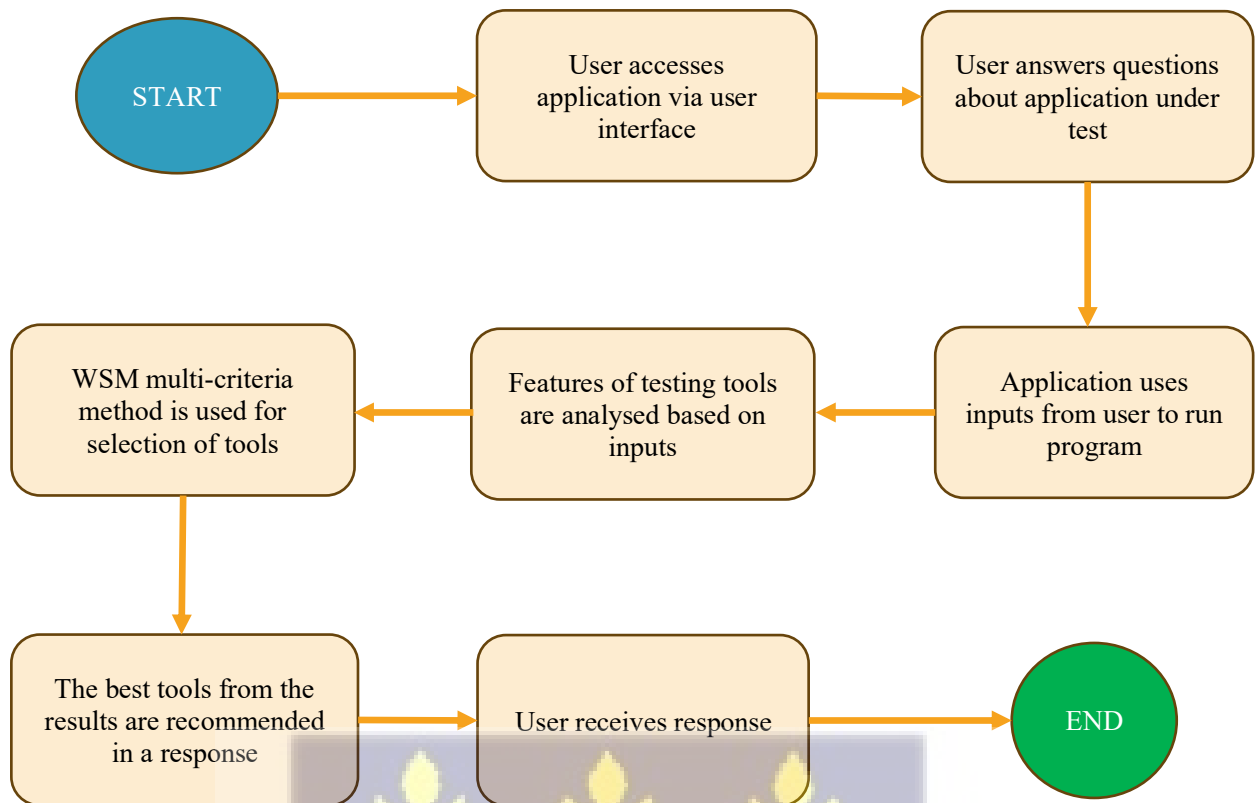 START
User accesses
application via user
interface
User answers questions
about application under
test
Application uses
inputs from user to run
program
Features of testing tools
are analysed based on
inputs
WSM multi-criteria
method is used for
selection of tools
The best tools from the
results are recommended
in a response
User receives response
END